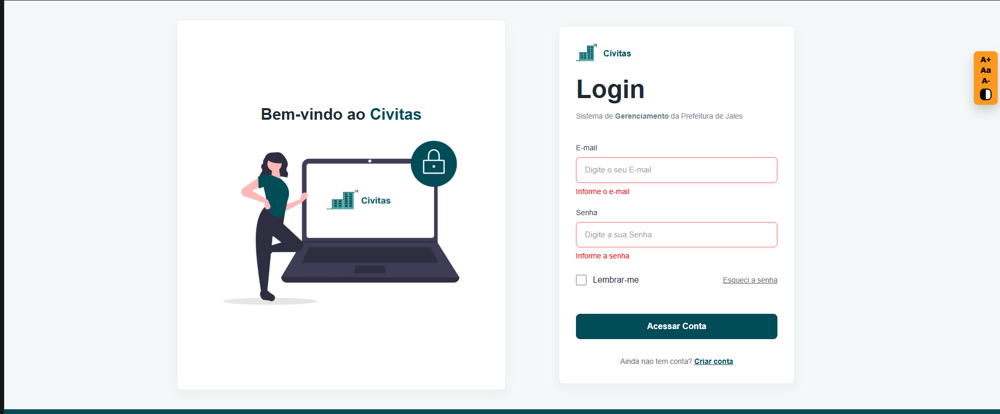 Bem-vindo ao Civitas
Civitas
Civitas
Login
Sistema de Gerenciamento da Prefeitura de Jales
E-mail
Digite o seu E-mail
Informe o e-mail
Senha
Digite a sua Senha
Informe a senha
Lembrar-me
Esqueci a senha
Acessar Conta
Ainda nao tem conta? Criar conta
A+
Aa
A-